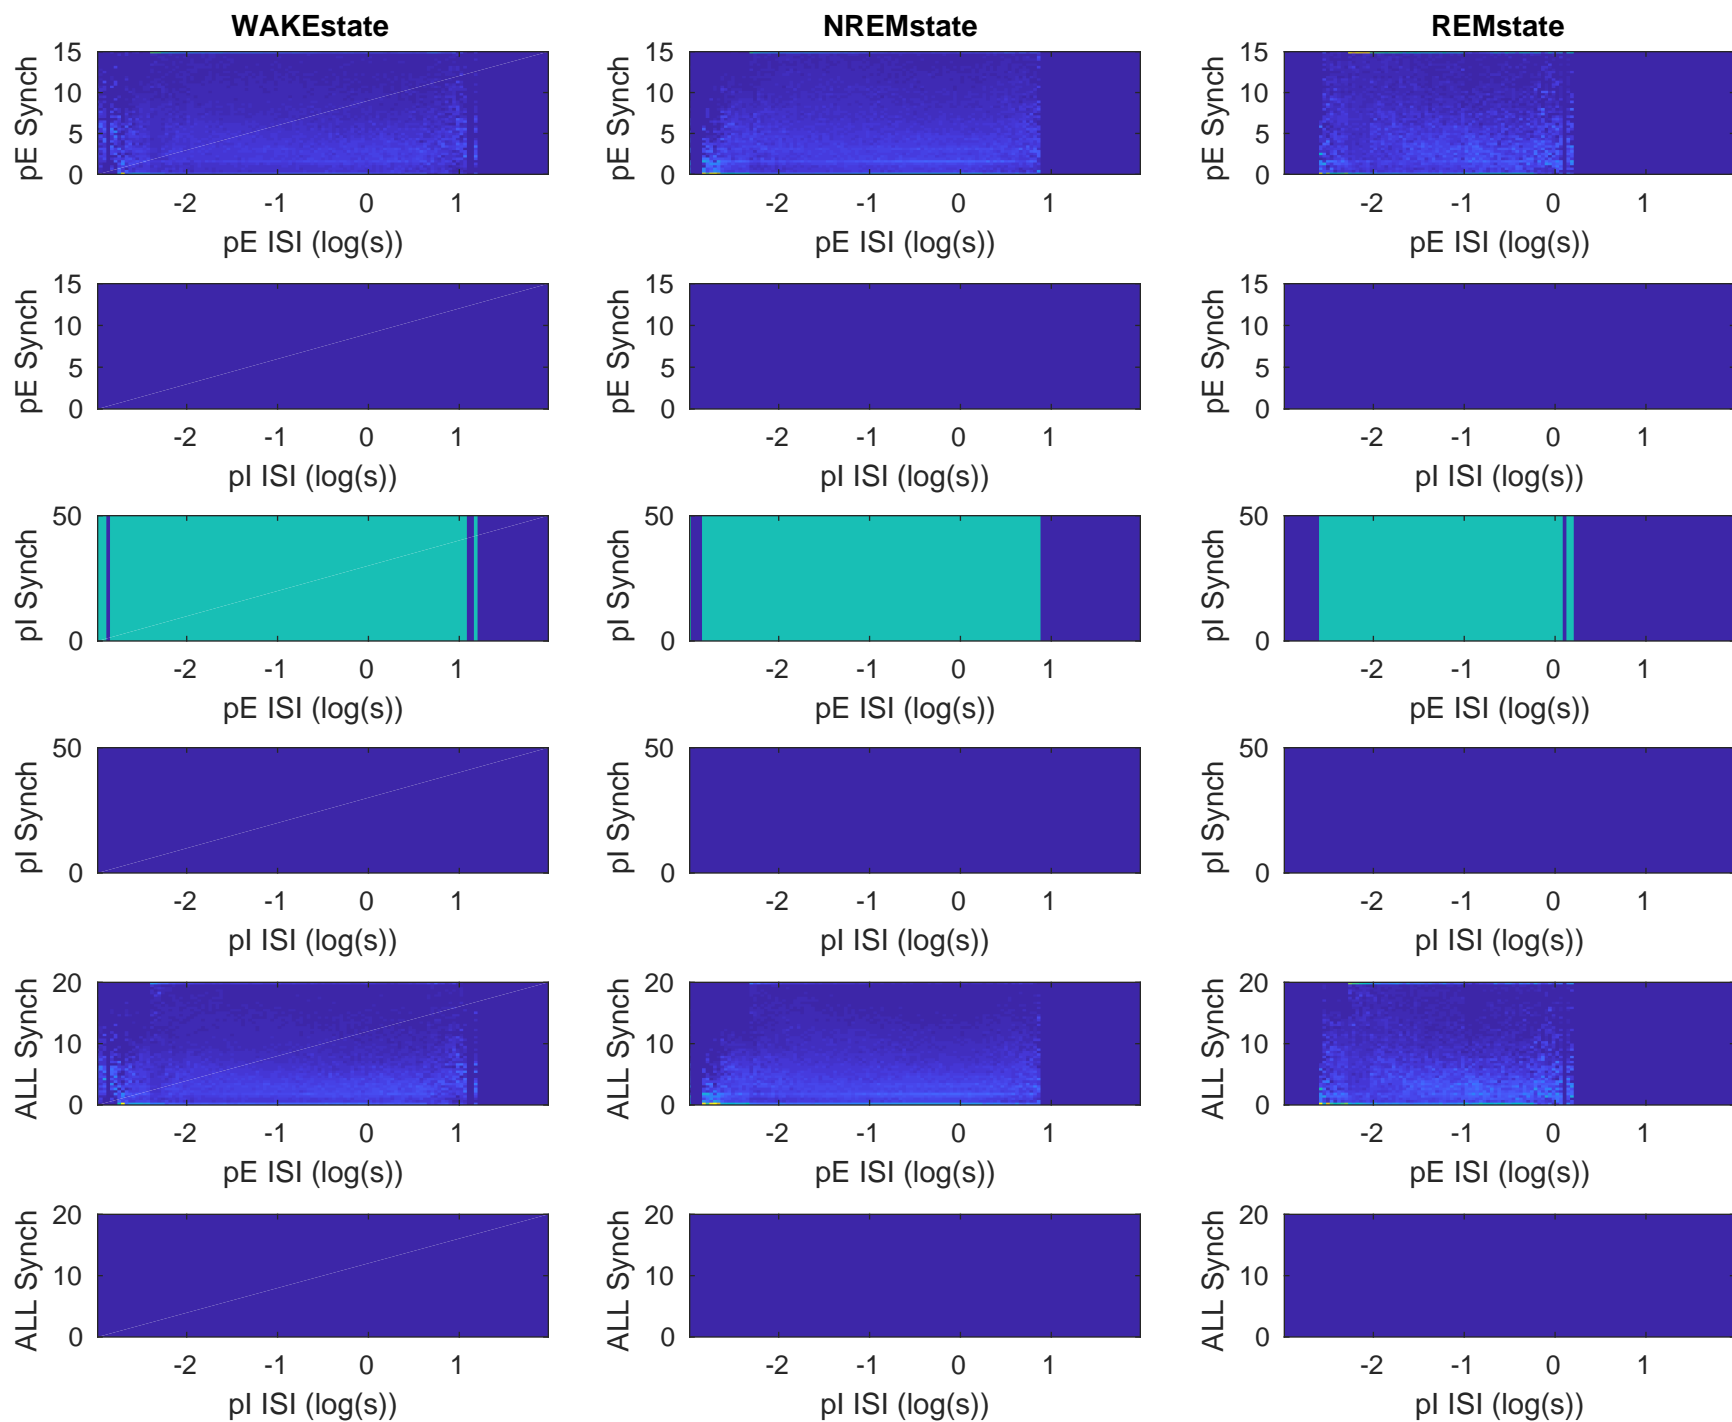 WAKEstate NREMstate REMstate
15 15 15
10 10 10
5 5 5
0 0 0
pE Synch pE Synch pE Synch
-2 -1 0 1 -2 -1 0 1 -2 -1 0 1
pE ISI (log(s)) pE ISI (log(s)) pE ISI (log(s))
15 15 15
10 10 10
5 5 5
0 0 0
pE Synch pE Synch pE Synch
-2 -1 0 1 -2 -1 0 1 -2 -1 0 1
pI ISI (log(s)) pI ISI (log(s)) pI ISI (log(s))
50 50 50
0 0 0
pI Synch pI Synch pI Synch
-2 -1 0 1 -2 -1 0 1 -2 -1 0 1
pE ISI (log(s)) pE ISI (log(s)) pE ISI (log(s))
50 50 50
0 0 0
pI Synch pI Synch pI Synch
-2 -1 0 1 -2 -1 0 1 -2 -1 0 1
pI ISI (log(s)) pI ISI (log(s)) pI ISI (log(s))
20 20 20
10 10 10
0 0 0
ALL Synch ALL Synch ALL Synch
-2 -1 0 1 -2 -1 0 1 -2 -1 0 1
pE ISI (log(s)) pE ISI (log(s)) pE ISI (log(s))
20 20 20
10 10 10
0 0 0
ALL Synch ALL Synch ALL Synch
-2 -1 0 1 -2 -1 0 1 -2 -1 0 1
pI ISI (log(s)) pI ISI (log(s)) pI ISI (log(s))